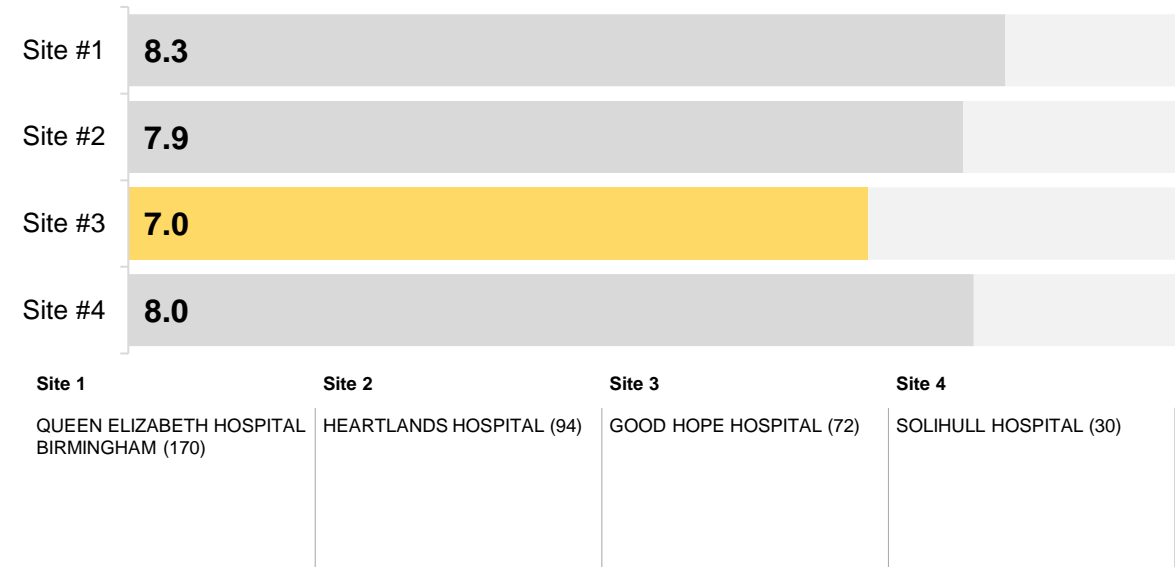 Site #1 8.3
Site #2 7.9
Site #3 7.0
Site #4 8.0
Site 1
Site 2
Site 3
Site 4
QUEEN ELIZABETH HOSPITAL
BIRMINGHAM (170)
HEARTLANDS HOSPITAL (94)
GOOD HOPE HOSPITAL (72)
SOLIHULL HOSPITAL (30)